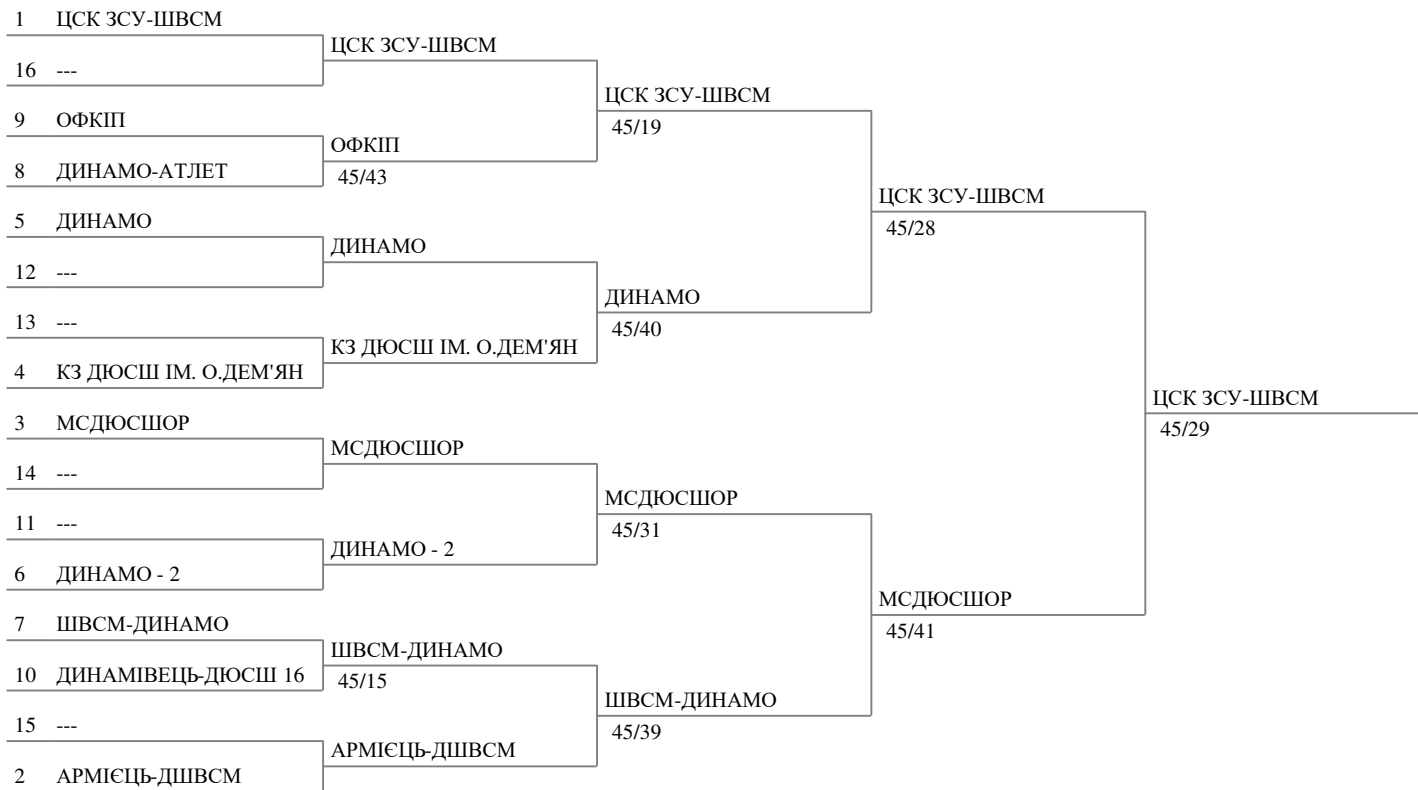 1 ЦСК ЗСУ-ШВСМ
16 ---
9 ОФКІП
8 ДИНАМО-АТЛЕТ
5 ДИНАМО
12 ---
13 ---
4 КЗ ДЮСШ ІМ. О.ДЕМ'ЯН
3 МСДЮСШОР
14 ---
11 ---
6 ДИНАМО - 2
7 ШВСМ-ДИНАМО
10 ДИНАМІВЕЦЬ-ДЮСШ 16
15 ---
2 АРМІЄЦЬ-ДШВСМ
ЦСК ЗСУ-ШВСМ
ОФКІП
45/43
ДИНАМО
КЗ ДЮСШ ІМ. О.ДЕМ'ЯН
МСДЮСШОР
ДИНАМО - 2
ШВСМ-ДИНАМО
45/15
АРМІЄЦЬ-ДШВСМ
ЦСК ЗСУ-ШВСМ
45/19
ДИНАМО
45/40
МСДЮСШОР
45/31
ШВСМ-ДИНАМО
45/39
ЦСК ЗСУ-ШВСМ
45/28
МСДЮСШОР
45/41
ЦСК ЗСУ-ШВСМ
45/29